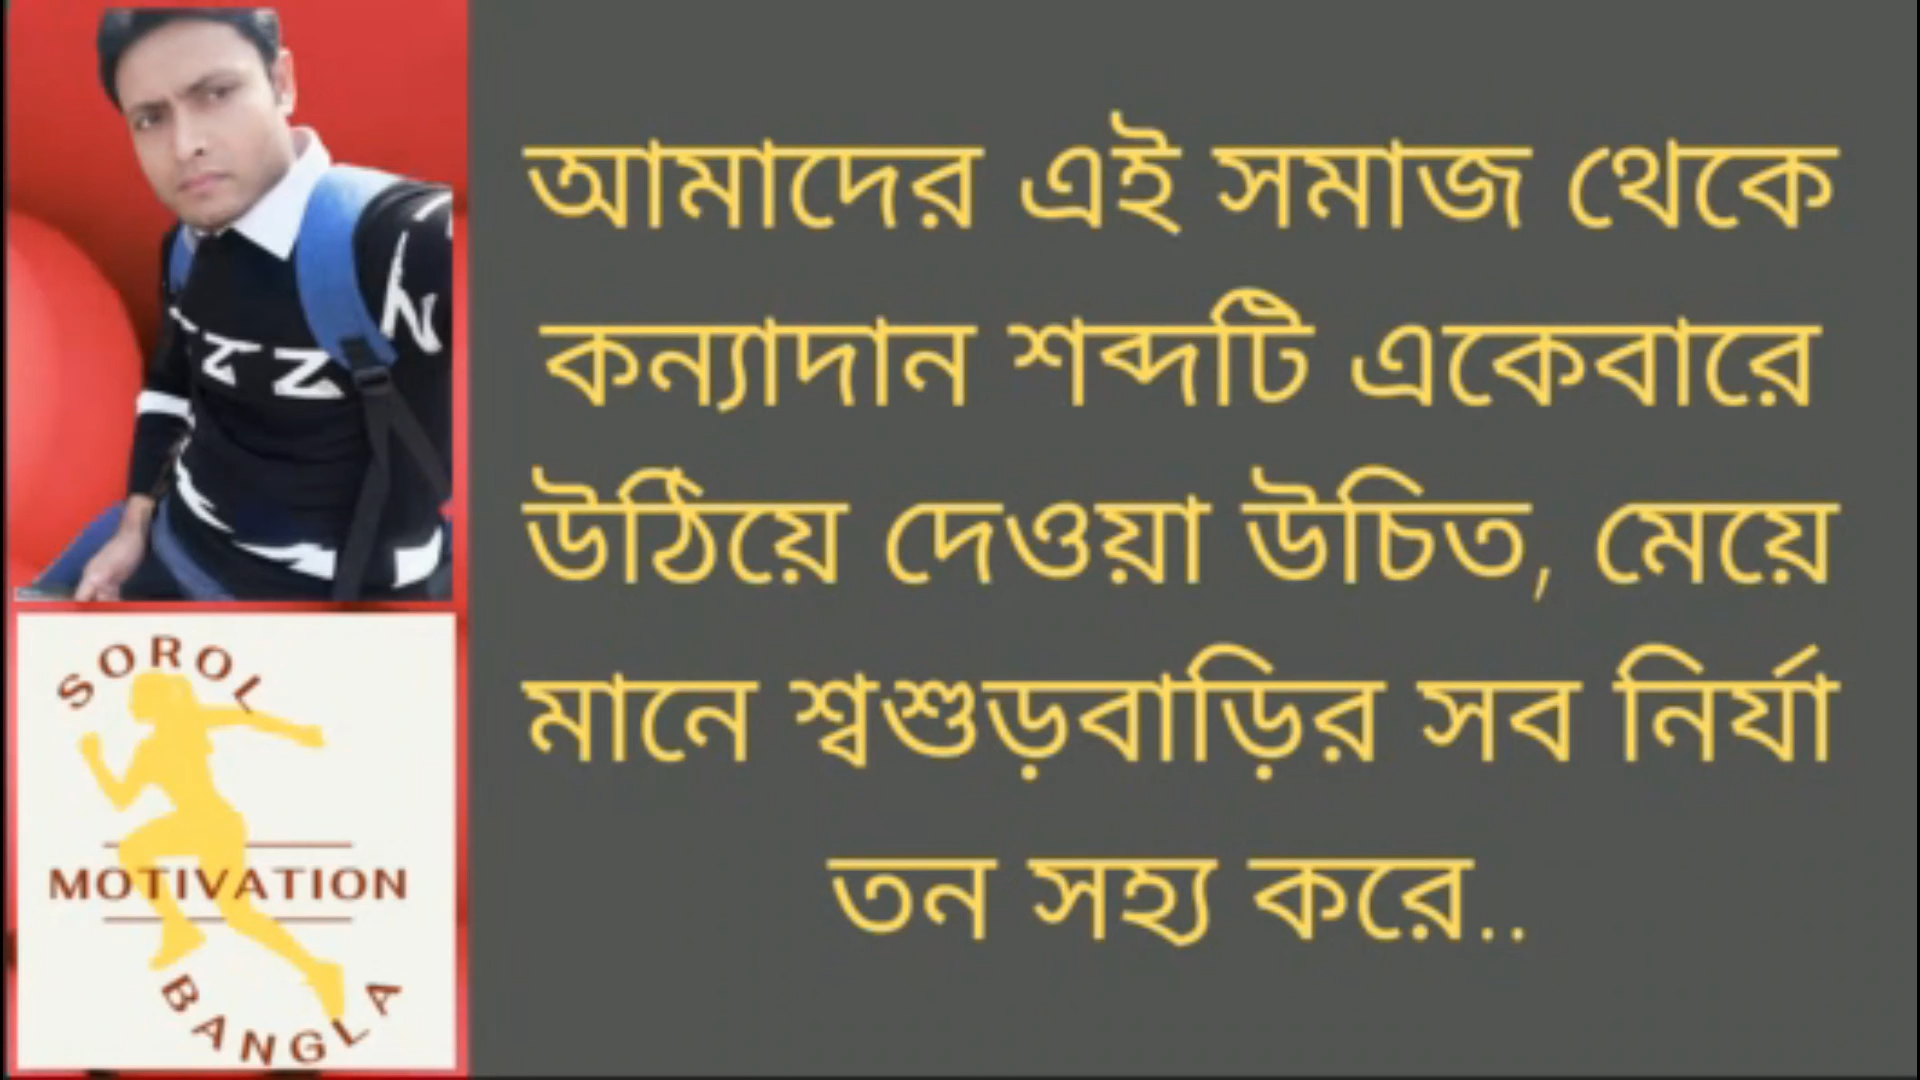 আমাদের এই সমাজ থেকে
কন্যাদান শব্দটি একেবারে
উঠিয়ে দেওয়া উচিত, মেয়ে
মানে শ্বশুড়বাড়ির সব নির্যা
তন সহ্য করে..
SOROL
MOTIVATION
BANGLA